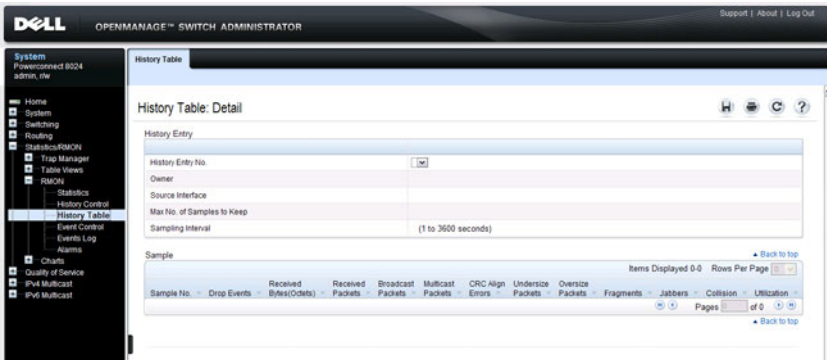 Support | About | Log Out
DELL
OPENMANAGE™ SWITCH ADMINISTRATOR
System
Powerconnect 8024
admin, r/w
History Table
Home
System
Switching
Routing
Statistics/RMON
Trap Manager
Table Views
RMON
Statistics
History Control
History Table
Event Control
Events Log
Alarms
Charts
Quality of Service
IPv4 Multicast
IPv6 Multicast
History Table: Detail
History Entry
History Entry No.
Owner
Source Interface
Max No. of Samples to Keep
Sampling Interval (1 to 3600 seconds)
Sample
Back to top
Items Displayed 0-0 Rows Per Page
Sample No. Drop Events Received Bytes(Octets) Received Packets Broadcast Packets Multicast Packets CRC Align Errors Undersize Packets Oversize Packets Fragments Jabbers Collision Utilization
Pages 0 of 0
Back to top